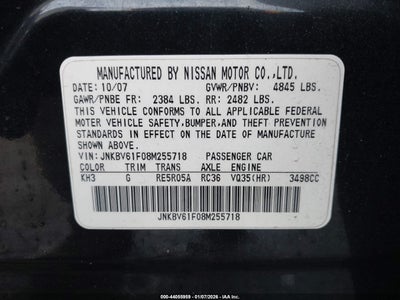 MANUFACTURED BY NISSAN MOTOR CO.,LTD.
DATE: 10/07 GVWR/PNBV: 4845 LBS.
GAWR/PNBE FR: 2384 LBS. RR: 2482 LBS.
THIS VEHICLE CONFORMS TO ALL APPLICABLE FEDERAL
MOTOR VEHICLE SAFETY,BUMPER,AND THEFT PREVENTION
STANDARDS IN EFFECT ON THE DATE OF MANUFACTURE
SHOWN ABOVE.
VIN: JNKBV61F08M255718 PASSENGER CAR
COLOR TRIM TRANS AXLE ENGINE
KH3 G RE5R05A RC36 VQ35(HR) 3498CC
JNKBV61F08M255718
000-44058959 - 01/07/2026 - IAA